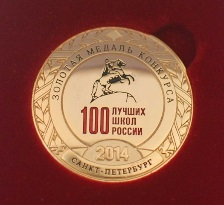 ЗОЛОТАЯ МЕДАЛЬ КОНКУРСА
100 ЛУЧШИХ
ШКОЛ
РОССИИ
2014
САНКТ-ПЕТЕРБУРГ